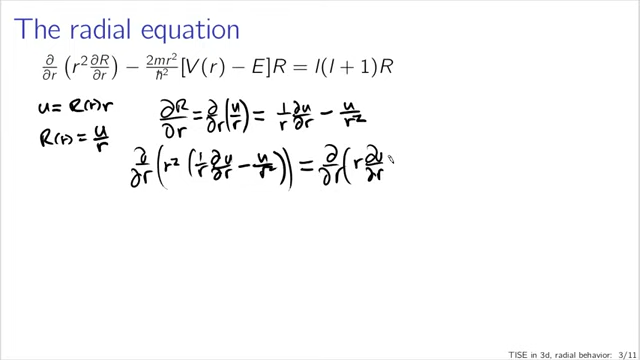 The radial equation
∂/∂r (r² ∂R/∂r) − 2mr²/ħ² [V(r) − E]R = l(l + 1)R
u = R(r)r   ∂R/∂r = ∂/∂r (u/r) = 1/r ∂u/∂r − u/r²
R(r) = u/r
∂/∂r (r² (1/r ∂u/∂r − u/r²)) = ∂/∂r (r ∂u/∂r
TISE in 3d, radial behavior: 3/11